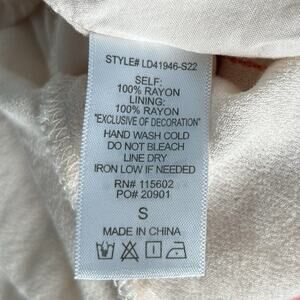 STYLE# LD41946-S22
SELF:
100% RAYON
LINING:
100% RAYON
"EXCLUSIVE OF DECORATION"
HAND WASH COLD
DO NOT BLEACH
LINE DRY
IRON LOW IF NEEDED
RN# 115602
PO# 20901
S
MADE IN CHINA